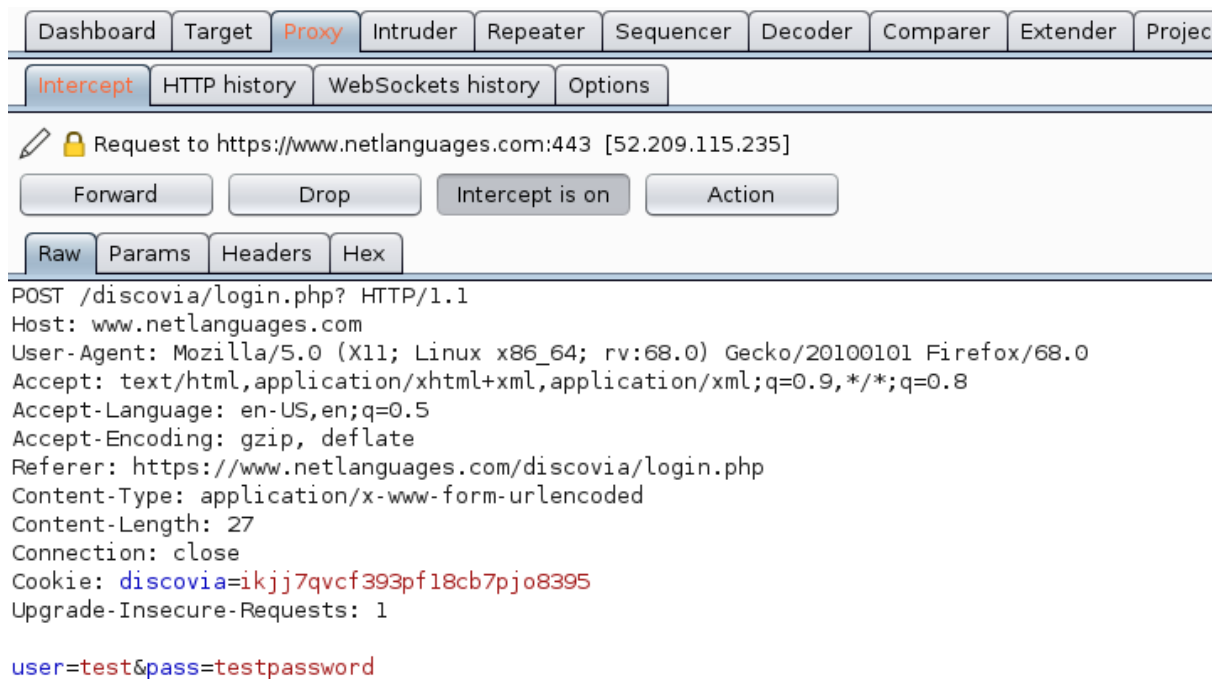 Dashboard Target Proxy Intruder Repeater Sequencer Decoder Comparer Extender Projec
Intercept HTTP history WebSockets history Options
Request to https://www.netlanguages.com:443 [52.209.115.235]
Forward Drop Intercept is on Action
Raw Params Headers Hex
POST /discovia/login.php? HTTP/1.1
Host: www.netlanguages.com
User-Agent: Mozilla/5.0 (X11; Linux x86_64; rv:68.0) Gecko/20100101 Firefox/68.0
Accept: text/html,application/xhtml+xml,application/xml;q=0.9,*/*;q=0.8
Accept-Language: en-US,en;q=0.5
Accept-Encoding: gzip, deflate
Referer: https://www.netlanguages.com/discovia/login.php
Content-Type: application/x-www-form-urlencoded
Content-Length: 27
Connection: close
Cookie: discovia=ikjj7qvcf393pf18cb7pjo8395
Upgrade-Insecure-Requests: 1
user=test&pass=testpassword